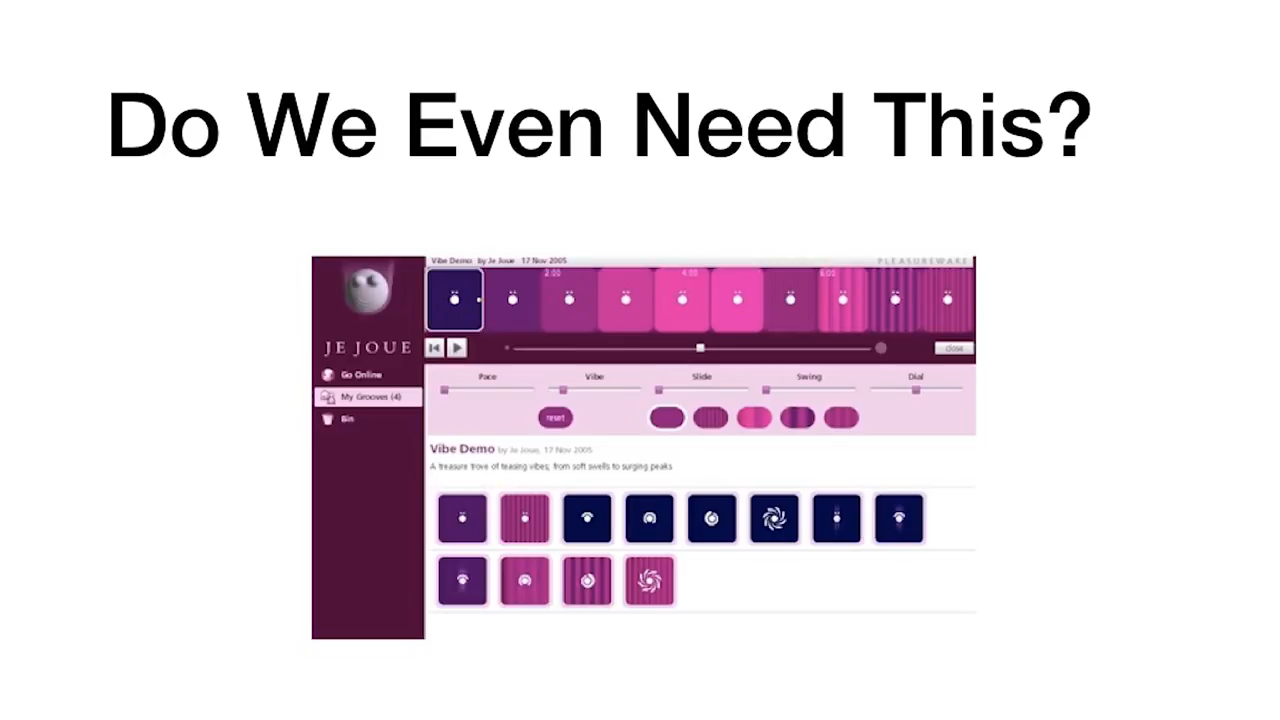 Do We Even Need This?
Vibe Demo by Je Joue 17 Nov 2005
PLEASUREWARE
2:00 4:00 6:00
JE JOUE
close
Go Online
My Grooves (4)
Bin
Pace Vibe Slide Swing Dial
reset
Vibe Demo by Je Joue, 17 Nov 2005
A treasure trove of teasing vibes, from soft swells to surging peaks